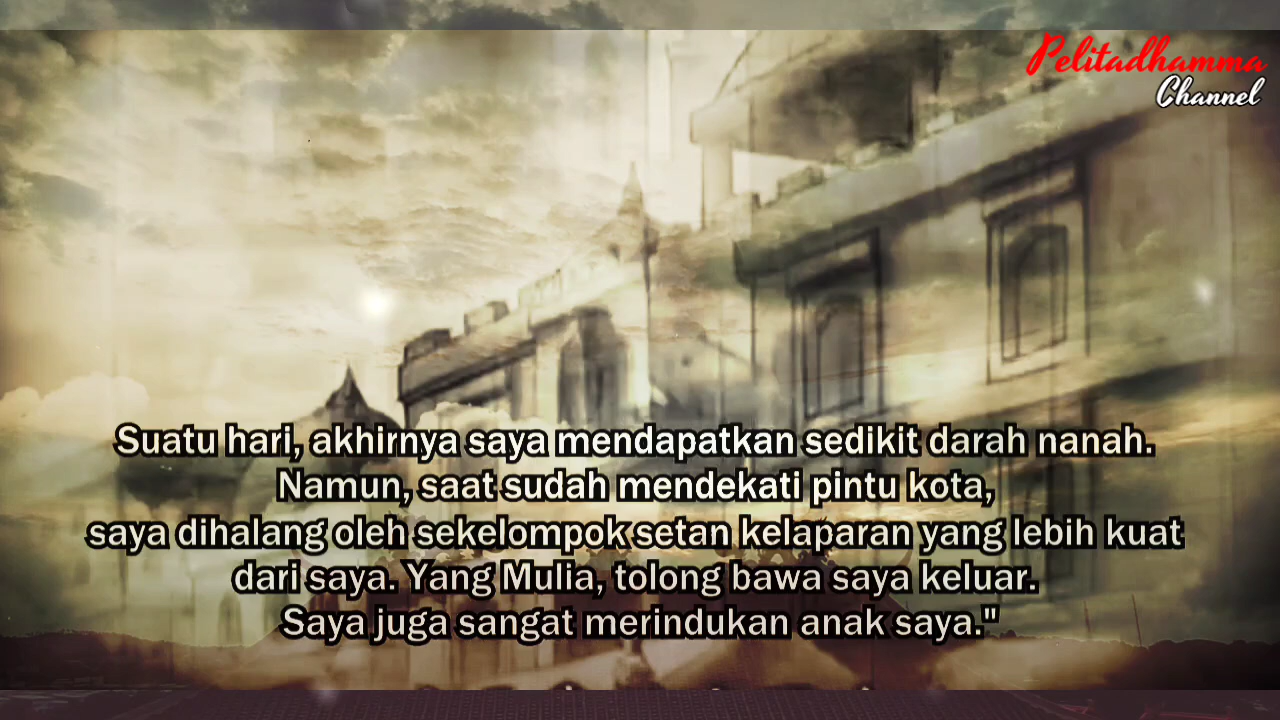 Pelitadhamma
Channel
Suatu hari, akhirnya saya mendapatkan sedikit darah nanah.
Namun, saat sudah mendekati pintu kota,
saya dihalang oleh sekelompok setan kelaparan yang lebih kuat
dari saya. Yang Mulia, tolong bawa saya keluar.
Saya juga sangat merindukan anak saya."